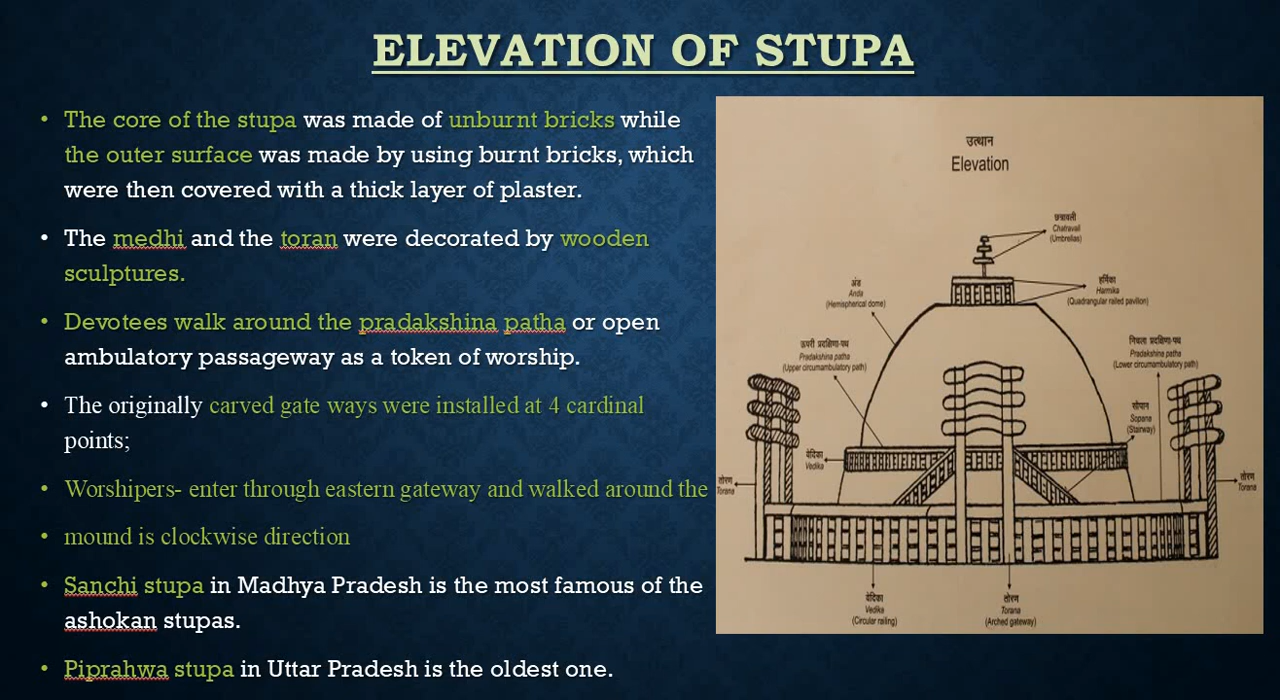 ELEVATION OF STUPA
• The core of the stupa was made of unburnt bricks while
the outer surface was made by using burnt bricks, which
were then covered with a thick layer of plaster.
• The medhi and the toran were decorated by wooden
sculptures.
• Devotees walk around the pradakshina patha or open
ambulatory passageway as a token of worship.
• The originally carved gate ways were installed at 4 cardinal
points;
• Worshipers- enter through eastern gateway and walked around the
• mound is clockwise direction
• Sanchi stupa in Madhya Pradesh is the most famous of the
ashokan stupas.
• Piprahwa stupa in Uttar Pradesh is the oldest one.
उत्थान
Elevation
छत्रावली
Chatravali
(Umbrellas)
हर्मिका
Harmika
(Quadrangular railed pavilion)
अंड
Anda
(Hemispherical dome)
ऊपरी प्रदक्षिणा-पथ
Pradakshina patha
(Upper circumambulatory path)
निचला प्रदक्षिणा-पथ
Pradakshina patha
(Lower circumambulatory path)
सोपान
Sopana
(Stairway)
वेदिका
Vedika
तोरण
Torana
तोरण
Torana
वेदिका
Vedika
(Circular railing)
तोरण
Torana
(Arched gateway)